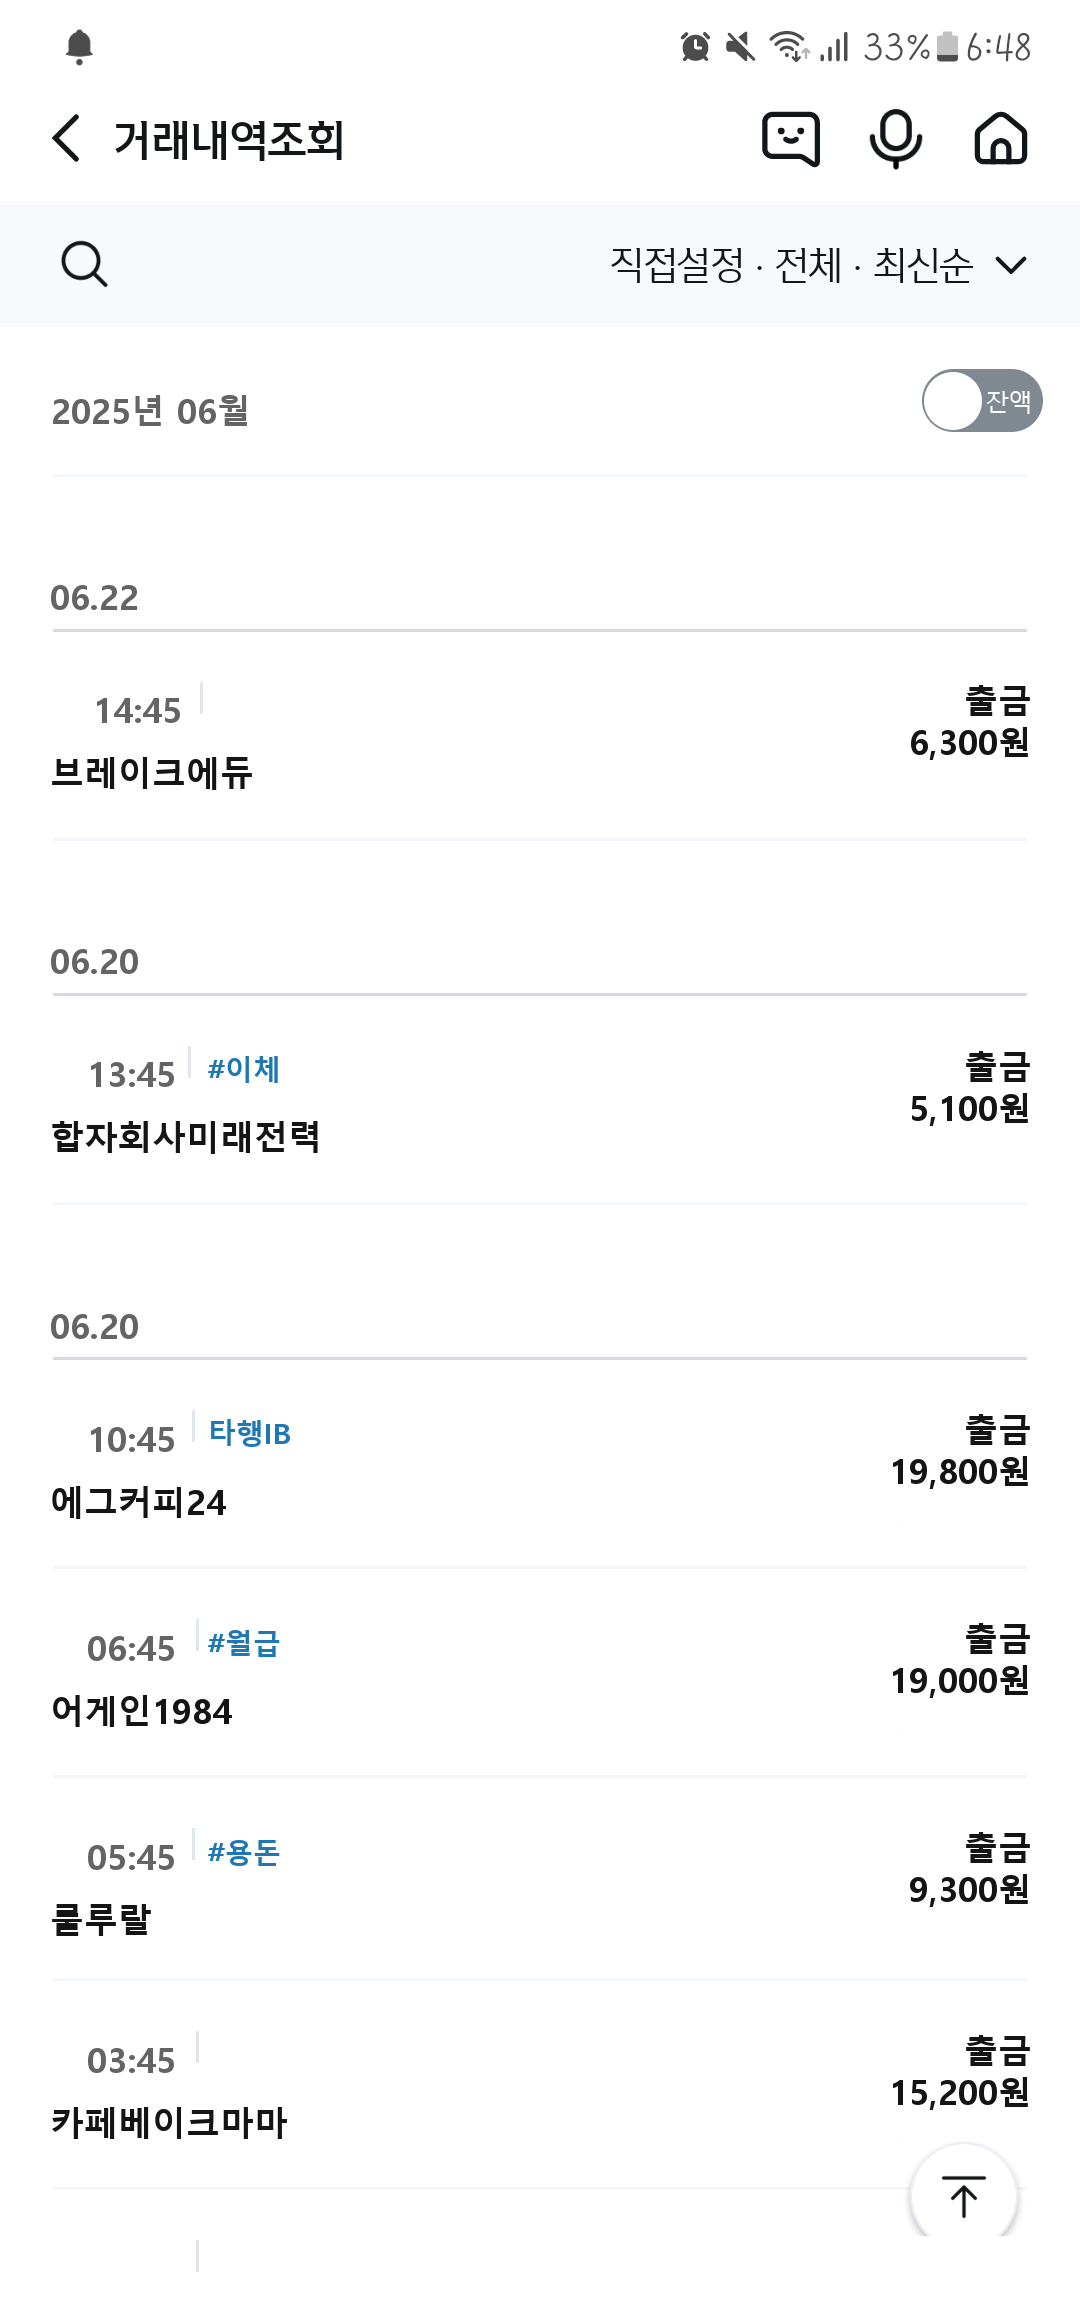 33% 6:48
거래내역조회
직접설정 · 전체 · 최신순
2025년 06월
잔액
06.22
14:45
출금
6,300원
브레이크에듀
06.20
13:45 #이체
출금
5,100원
합자회사미래전력
06.20
10:45 타행IB
출금
19,800원
에그커피24
06:45 #월급
출금
19,000원
어게인1984
05:45 #용돈
출금
9,300원
룰루랄
03:45
출금
15,200원
카페베이크마마